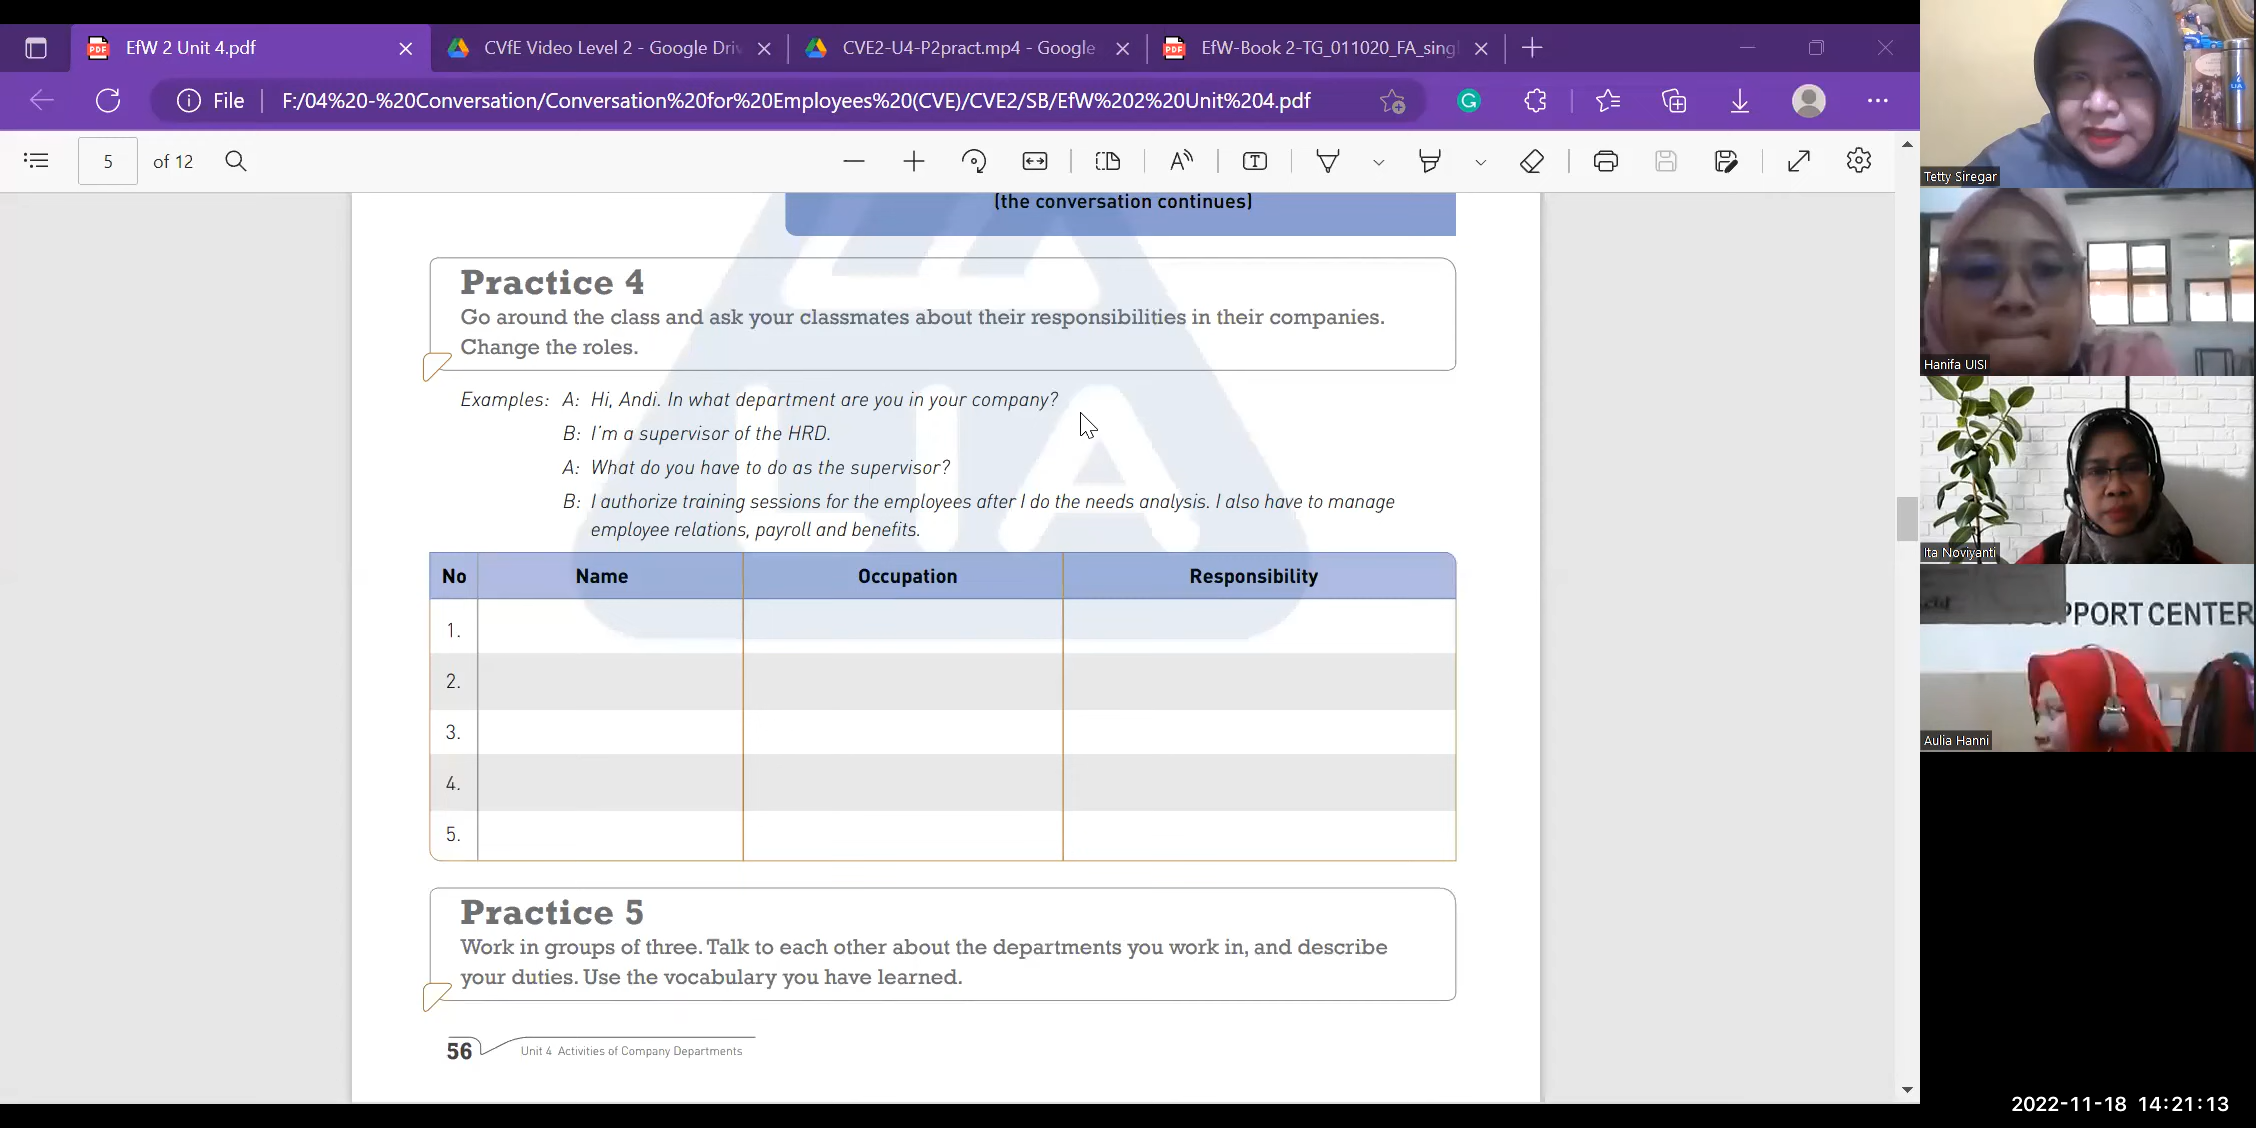 EfW 2 Unit 4.pdf
CVfE Video Level 2 - Google Driv
CVE2-U4-P2pract.mp4 - Google
EfW-Book 2-TG_011020_FA_singl
File
F:/04%20-%20Conversation/Conversation%20for%20Employees%20(CVE)/CVE2/SB/EfW%202%20Unit%204.pdf
5 of 12
(the conversation continues)
Practice 4
Go around the class and ask your classmates about their responsibilities in their companies.
Change the roles.
Examples: A: Hi, Andi. In what department are you in your company?
B: I'm a supervisor of the HRD.
A: What do you have to do as the supervisor?
B: I authorize training sessions for the employees after I do the needs analysis. I also have to manage
employee relations, payroll and benefits.
No Name Occupation Responsibility
1.
2.
3.
4.
5.
Practice 5
Work in groups of three. Talk to each other about the departments you work in, and describe
your duties. Use the vocabulary you have learned.
56 Unit 4 Activities of Company Departments
LIA
Tetty Siregar
Hanifa UISI
Ita Noviyanti
PPORT CENTER
Aulia Hanni
2022-11-18 14:21:13